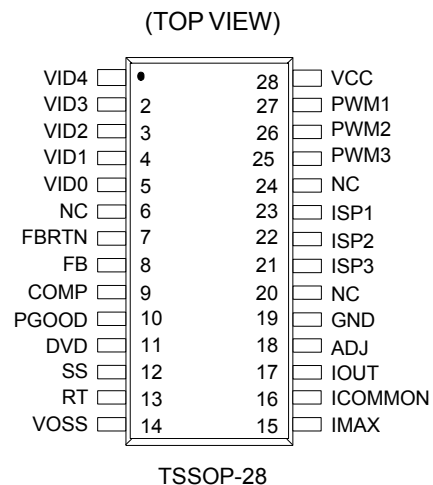 (TOP VIEW)
VID4 28 VCC
VID3 2 27 PWM1
VID2 3 26 PWM2
VID1 4 25 PWM3
VID0 5 24 NC
NC 6 23 ISP1
FBRTN 7 22 ISP2
FB 8 21 ISP3
COMP 9 20 NC
PGOOD 10 19 GND
DVD 11 18 ADJ
SS 12 17 IOUT
RT 13 16 ICOMMON
VOSS 14 15 IMAX
TSSOP-28